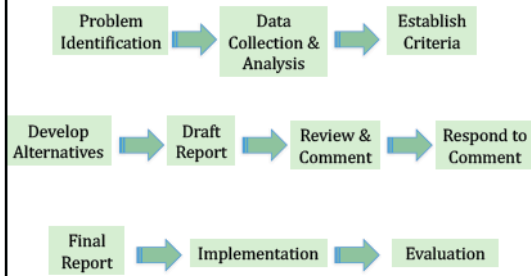 Problem
Identification
Data
Collection &
Analysis
Establish
Criteria
Develop
Alternatives
Draft
Report
Review &
Comment
Respond to
Comment
Final
Report
Implementation
Evaluation